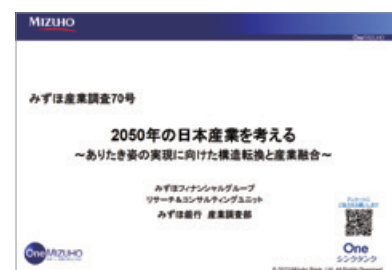 MIZUHO
OneMIZUHO
みずほ産業調査70号
2050年の日本産業を考える
～ありたき姿の実現に向けた構造転換と産業融合～
みずほフィナンシャルグループ
リサーチ&コンサルティングユニット
みずほ銀行 産業調査部
OneMIZUHO
One
シンクタンク